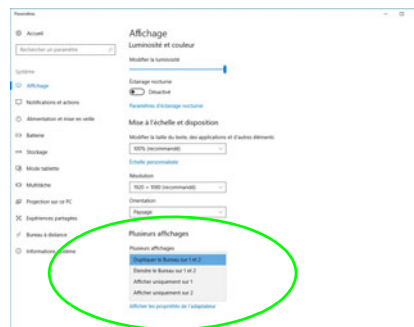 Paramètres
Accueil
Rechercher un paramètre
Système
Affichage
Notifications et actions
Alimentation et mise en veille
Batterie
Stockage
Mode tablette
Multitâche
Projection sur ce PC
Expériences partagées
Bureau à distance
Informations système
Affichage
Luminosité et couleur
Modifier la luminosité
Éclairage nocturne
Désactivé
Paramètres d'éclairage nocturne
Mise à l'échelle et disposition
Modifier la taille du texte, des applications et d'autres éléments
100% (recommandé)
Échelle personnalisée
Résolution
1920 × 1080 (recommandé)
Orientation
Paysage
Plusieurs affichages
Plusieurs affichages
Dupliquer le Bureau sur 1 et 2
Étendre le Bureau sur 1 et 2
Afficher uniquement sur 1
Afficher uniquement sur 2
Afficher les propriétés de l'adaptateur